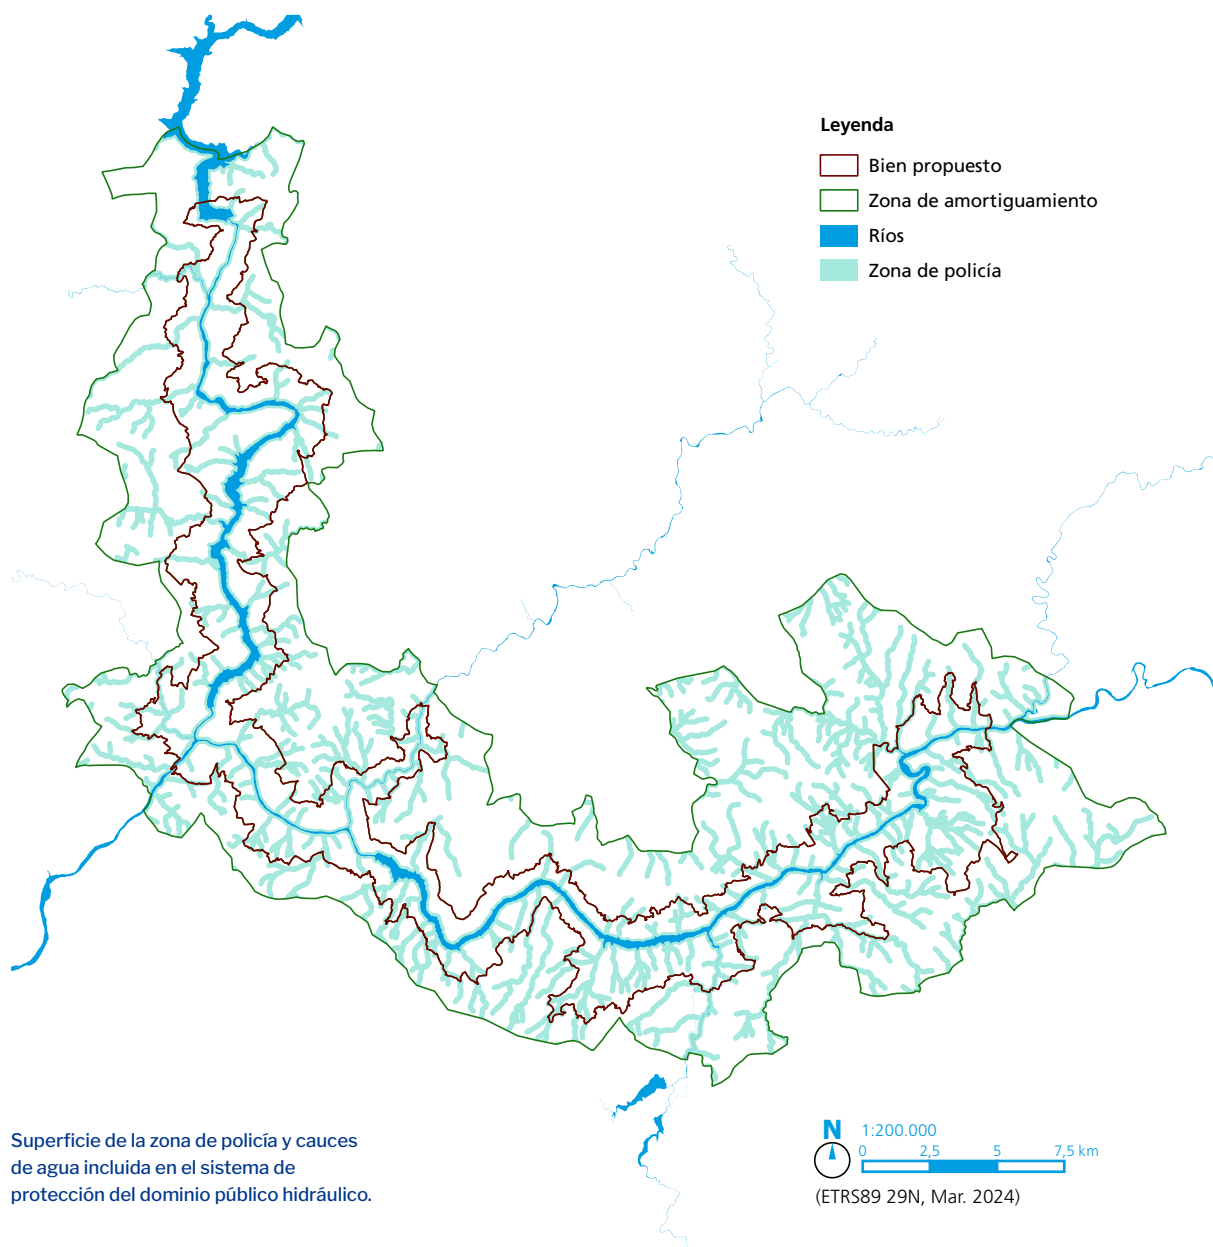 Leyenda
Bien propuesto
Zona de amortiguamiento
Ríos
Zona de policía
Superficie de la zona de policía y cauces
de agua incluida en el sistema de
protección del dominio público hidráulico.
N
1:200.000
0 2,5 5 7,5 km
(ETRS89 29N, Mar. 2024)